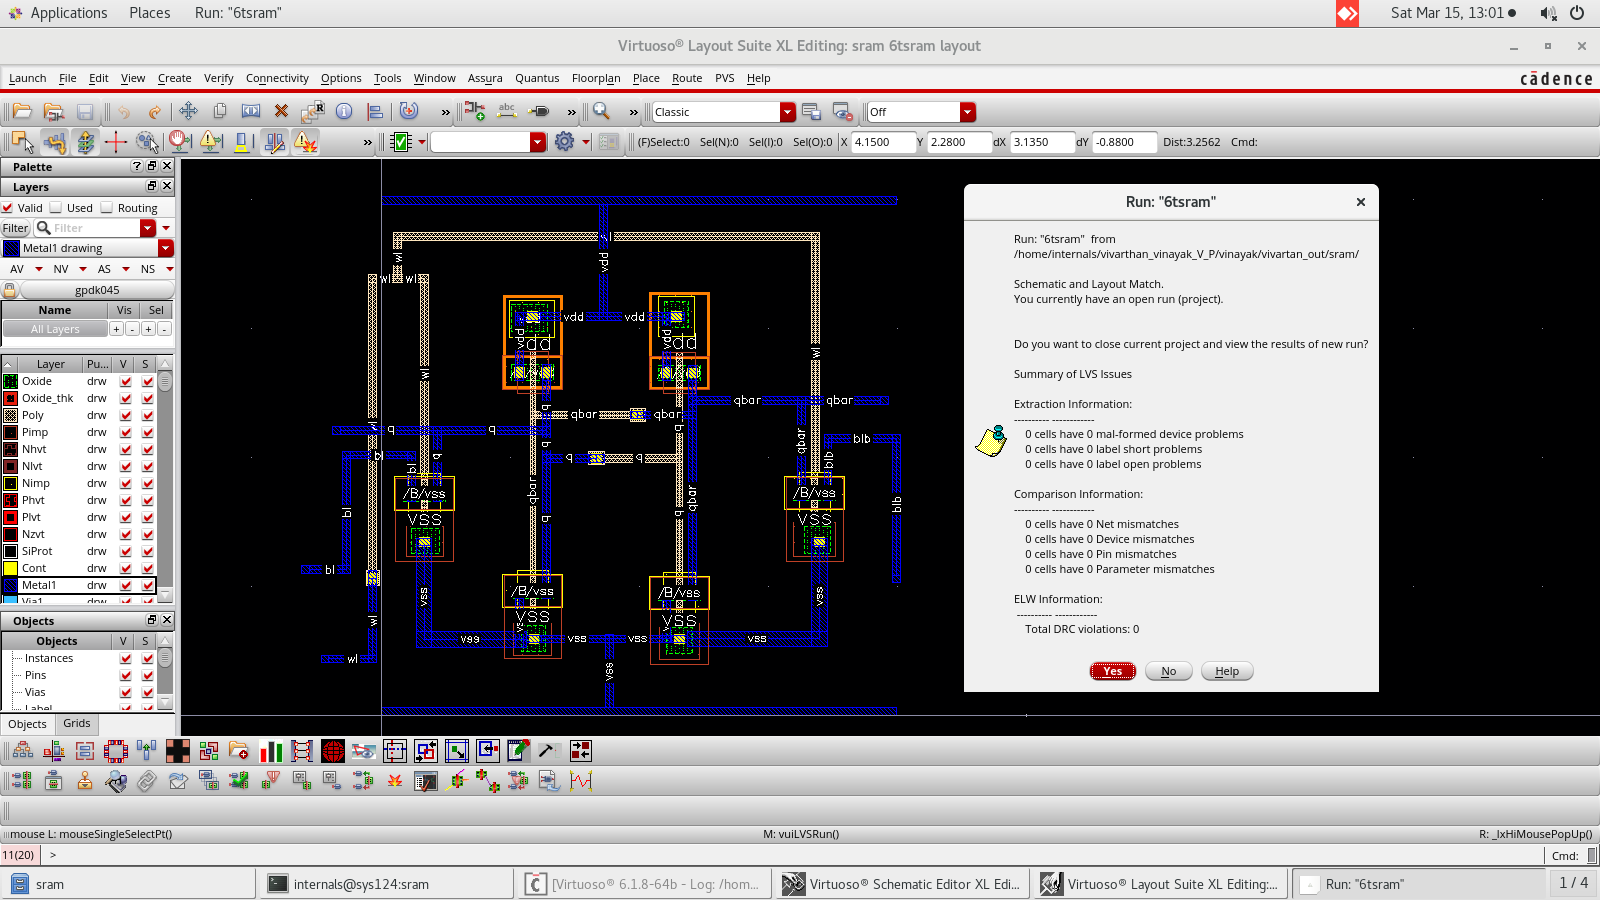 Applications Places Run: "6tsram" Sat Mar 15, 13:01
Virtuoso® Layout Suite XL Editing: sram 6tsram layout
Launch File Edit View Create Verify Connectivity Options Tools Window Assura Quantus Floorplan Place Route PVS Help cādence
» abc » » Classic Off
» (F)Select:0 Sel(N):0 Sel(I):0 Sel(O):0 X 4.1500 Y 2.2800 dX 3.1350 dY -0.8800 Dist:3.2562 Cmd:
Palette
Layers
Valid Used Routing
Filter Filter
Metal1 drawing
AV NV AS NS
gpdk045
Name Vis Sel
All Layers + - + -
Layer Pu... V S
Oxide drw
Oxide_thk drw
Poly drw
Pimp drw
Nhvt drw
Nlvt drw
Nimp drw
Phvt drw
Plvt drw
Nzvt drw
SiProt drw
Cont drw
Metal1 drw
Via1
Objects
Objects V S
Instances
Pins
Vias
Label
Objects Grids
wl vdd
wl wl
vdd vdd
vdd vdd
wl wl
qbar qbar qbar qbar
q q q q
bl bl qbar blb blb
q q q
qbar q q qbar
/B/vss /B/vss
VSS VSS
bl blb
bl
/B/vss /B/vss
VSS VSS
vss vss
wl vss vss vss vss
wl vss
Run: "6tsram"
Run: "6tsram" from
/home/internals/vivarthan_vinayak_V_P/vinayak/vivartan_out/sram/
Schematic and Layout Match.
You currently have an open run (project).
Do you want to close current project and view the results of new run?
Summary of LVS Issues
Extraction Information:
---------- ------------
0 cells have 0 mal-formed device problems
0 cells have 0 label short problems
0 cells have 0 label open problems
Comparison Information:
---------- ------------
0 cells have 0 Net mismatches
0 cells have 0 Device mismatches
0 cells have 0 Pin mismatches
0 cells have 0 Parameter mismatches
ELW Information:
---------- ------------
Total DRC violations: 0
Yes No Help
mouse L: mouseSingleSelectPt() M: vuiLVSRun() R: _lxHiMousePopUp()
11(20) > Cmd:
sram internals@sys124:sram [Virtuoso® 6.1.8-64b - Log: /hom... Virtuoso® Schematic Editor XL Edi... Virtuoso® Layout Suite XL Editing:... Run: "6tsram" 1 / 4